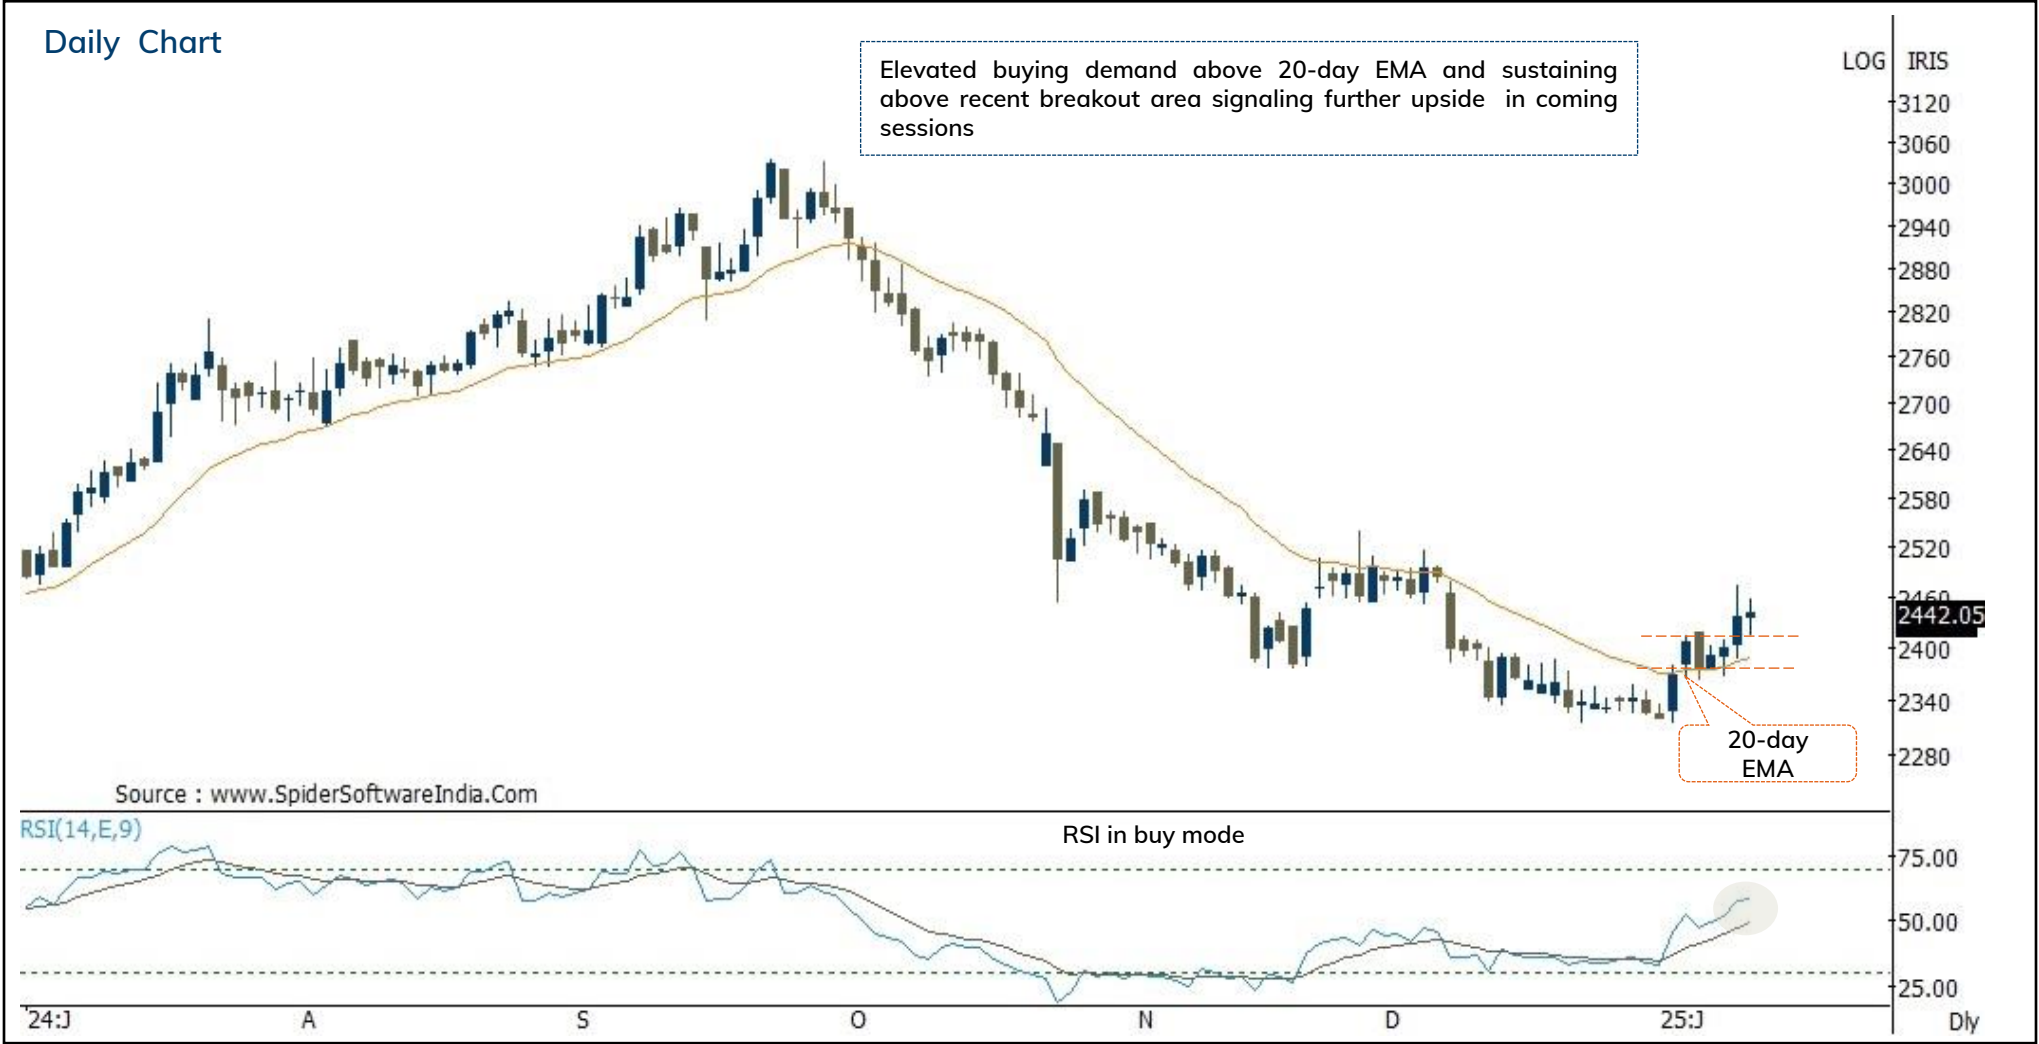 Daily Chart
Elevated buying demand above 20-day EMA and sustaining
above recent breakout area signaling further upside in coming
sessions
LOG IRIS
3120
3060
3000
2940
2880
2820
2760
2700
2640
2580
2520
2460
2442.05
2400
2340
2280
20-day
EMA
Source : www.SpiderSoftwareIndia.Com
RSI(14,E,9)
RSI in buy mode
75.00
50.00
25.00
24:J A S O N D 25:J Dly